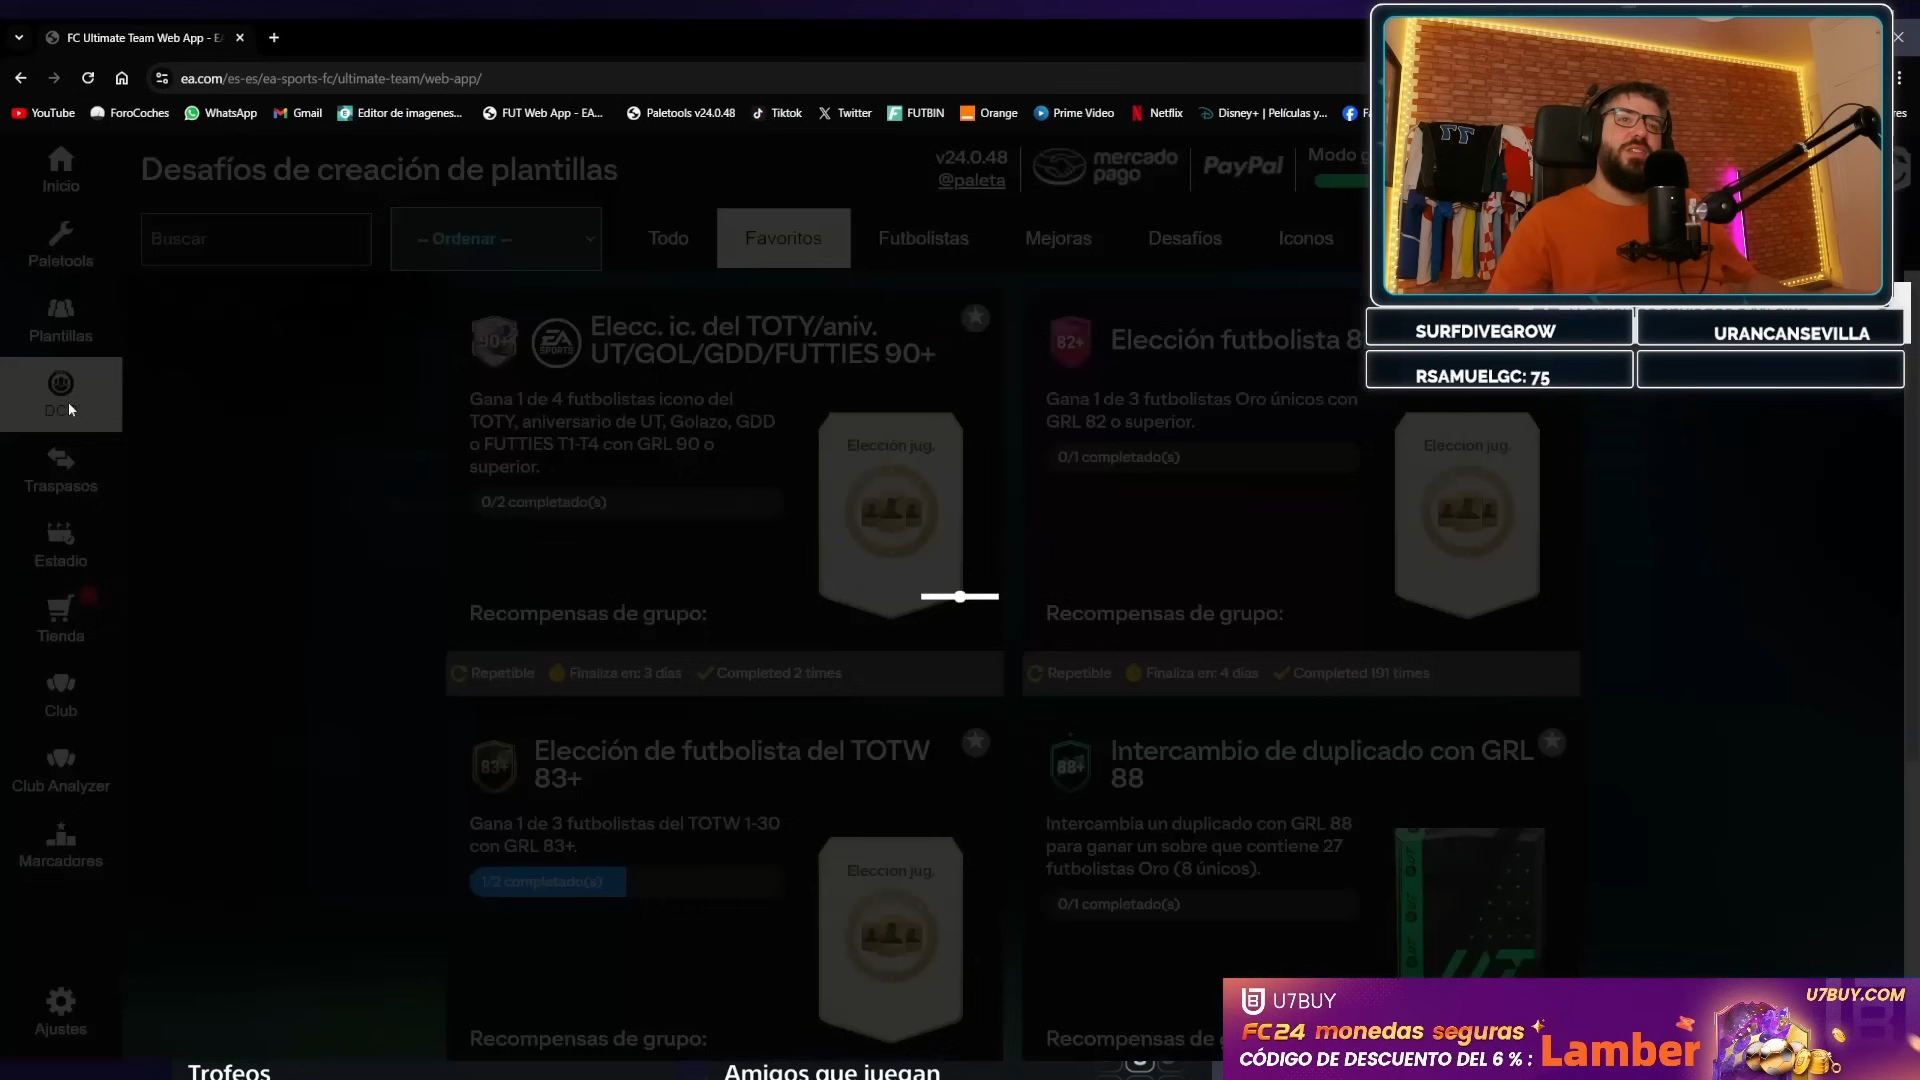 FC Ultimate Team Web App - E
ea.com/es-es/ea-sports-fc/ultimate-team/web-app/
YouTube
ForoCoches
WhatsApp
Gmail
Editor de imagenes...
FUT Web App - EA...
Paletools v24.0.48
Tiktok
Twitter
FUTBIN
Orange
Prime Video
Netflix
Disney+ | Películas y...
Inicio
Paletools
Plantillas
Traspasos
Estadio
Tienda
Club
Club Analyzer
Marcadores
Ajustes
Desafíos de creación de plantillas
v24.0.48
@paleta
mercado
pago
PayPal
Modo
Buscar
-- Ordenar --
Todo
Favoritos
Futbolistas
Mejoras
Desafíos
Iconos
90+
EA
SPORTS
Elecc. ic. del TOTY/aniv.
UT/GOL/GDD/FUTTIES 90+
Gana 1 de 4 futbolistas icono del
TOTY, aniversario de UT, Golazo, GDD
o FUTTIES T1-T4 con GRL 90 o
superior.
0/2 completado(s)
Elección jug.
Recompensas de grupo:
Repetible
Finaliza en: 3 días
Completed 2 times
82+
Elección futbolista 8
Gana 1 de 3 futbolistas Oro únicos con
GRL 82 o superior.
0/1 completado(s)
Elección jug.
Recompensas de grupo:
Repetible
Finaliza en: 4 días
Completed 191 times
83+
Elección de futbolista del TOTW
83+
Gana 1 de 3 futbolistas del TOTW 1-30
con GRL 83+.
1/2 completado(s)
Elección jug.
Recompensas de grupo:
88+
Intercambio de duplicado con GRL
88
Intercambia un duplicado con GRL 88
para ganar un sobre que contiene 27
futbolistas Oro (8 únicos).
0/1 completado(s)
UT
Recompensas de
SURFDIVEGROW
URANCANSEVILLA
RSAMUELGC: 75
U7BUY
U7BUY.COM
FC24 monedas seguras
CÓDIGO DE DESCUENTO DEL 6 % : Lamber
Trofeos
Amigos que juegan